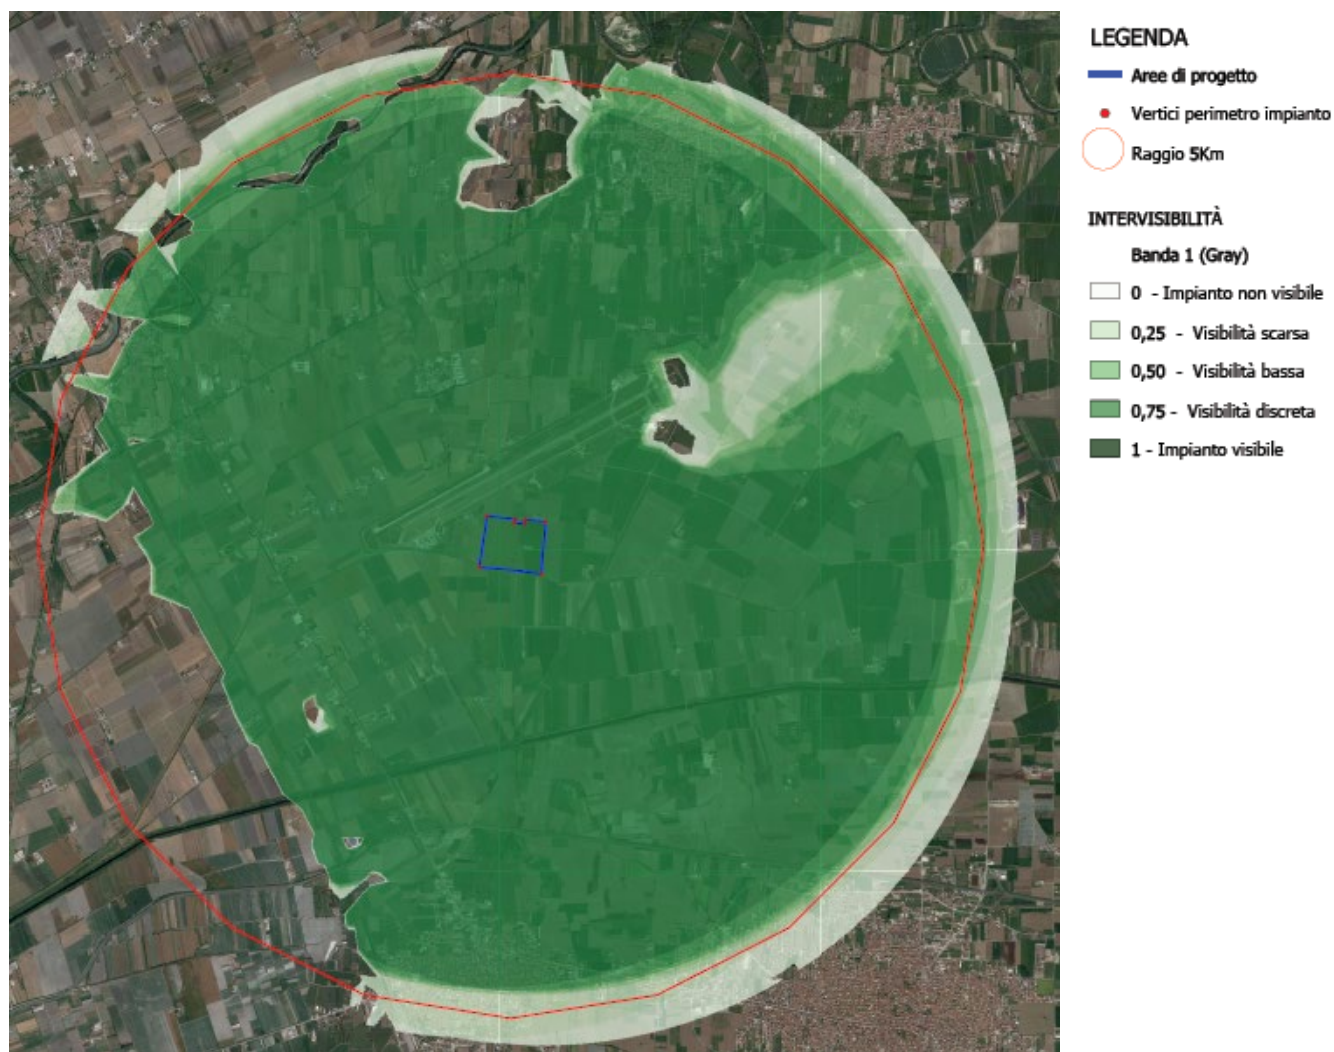 LEGENDA
Aree di progetto
Vertici perimetro impianto
Raggio 5Km
INTERVISIBILITÀ
Banda 1 (Gray)
0 - Impianto non visibile
0,25 - Visibilità scarsa
0,50 - Visibilità bassa
0,75 - Visibilità discreta
1 - Impianto visibile